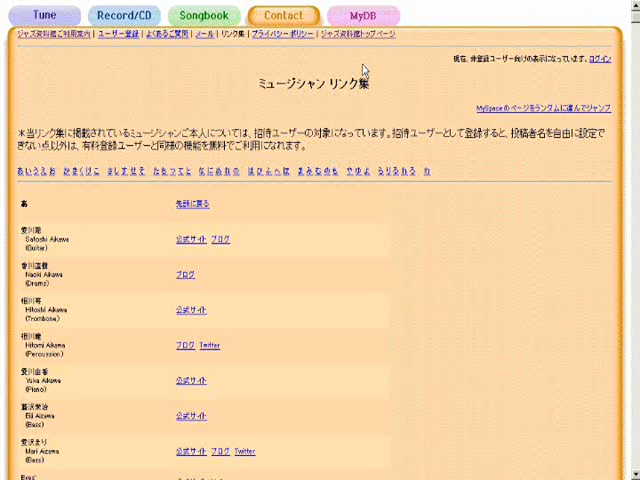 Tune Record/CD Songbook Contact MyDB
ジャズ資料館ご利用案内 | ユーザー登録 | よくあるご質問 | メール | リンク集 | プライバシーポリシー | ジャズ資料館トップページ
現在、非登録ユーザー向けの表示になっています。 ログイン
ミュージシャン リンク集
MySpaceのページをランダムに選んでジャンプ
＊当リンク集に掲載されているミュージシャンご本人については、招待ユーザーの対象になっています。招待ユーザーとして登録すると、投稿者名を自由に設定で
きない点以外は、有料登録ユーザーと同様の機能を無料でご利用になれます。
あいうえお かきくけこ さしすせそ たちつてと なにぬねの はひふへほ まみむめも やゆよ らりるれろ わ
あ 先頭に戻る
Satoshi Aikawa 公式サイト ブログ
(Guitar)
Naoki Aikawa ブログ
(Drums)
相川等
Hitoshi Aikawa 公式サイト
(Trombone)
相川瞳
Hitomi Aikawa ブログ Twitter
(Percussion)
愛川由香
Yuka Aikawa 公式サイト
(Piano)
藍沢栄治
Eiji Aizawa 公式サイト
(Bass)
愛沢まり
Mari Aizawa 公式サイト ブログ Twitter
(Bass)